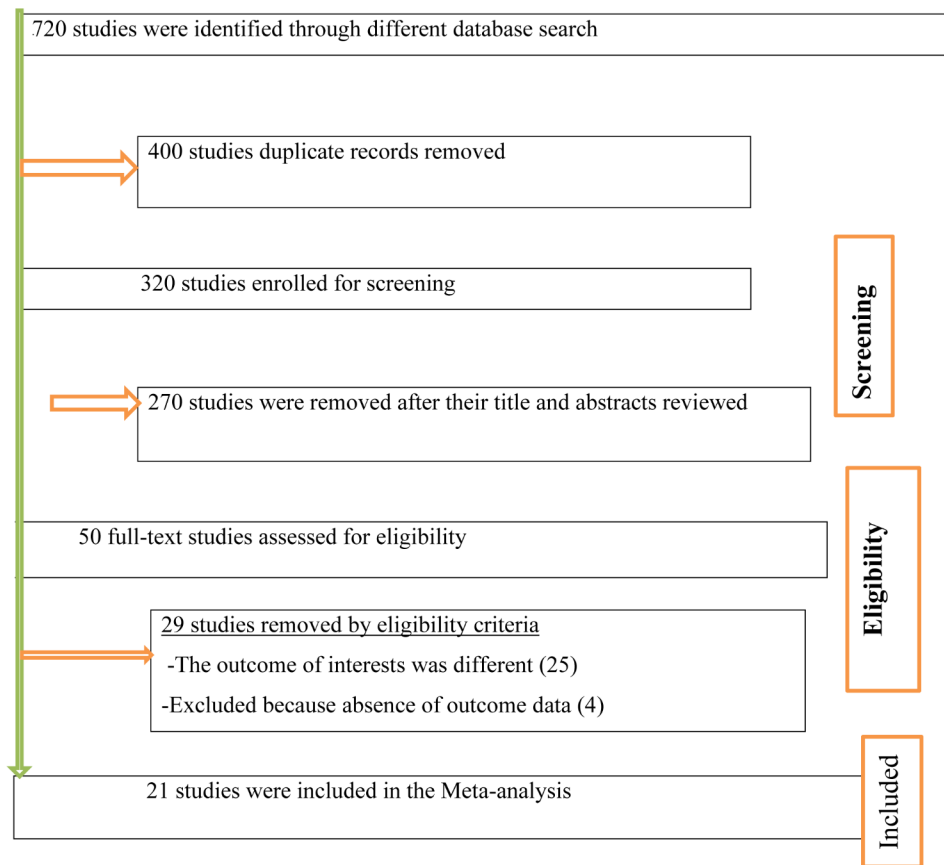 720 studies were identified through different database search
400 studies duplicate records removed
320 studies enrolled for screening
Screening
270 studies were removed after their title and abstracts reviewed
50 full-text studies assessed for eligibility
Eligibility
29 studies removed by eligibility criteria
-The outcome of interests was different (25)
-Excluded because absence of outcome data (4)
21 studies were included in the Meta-analysis
Included